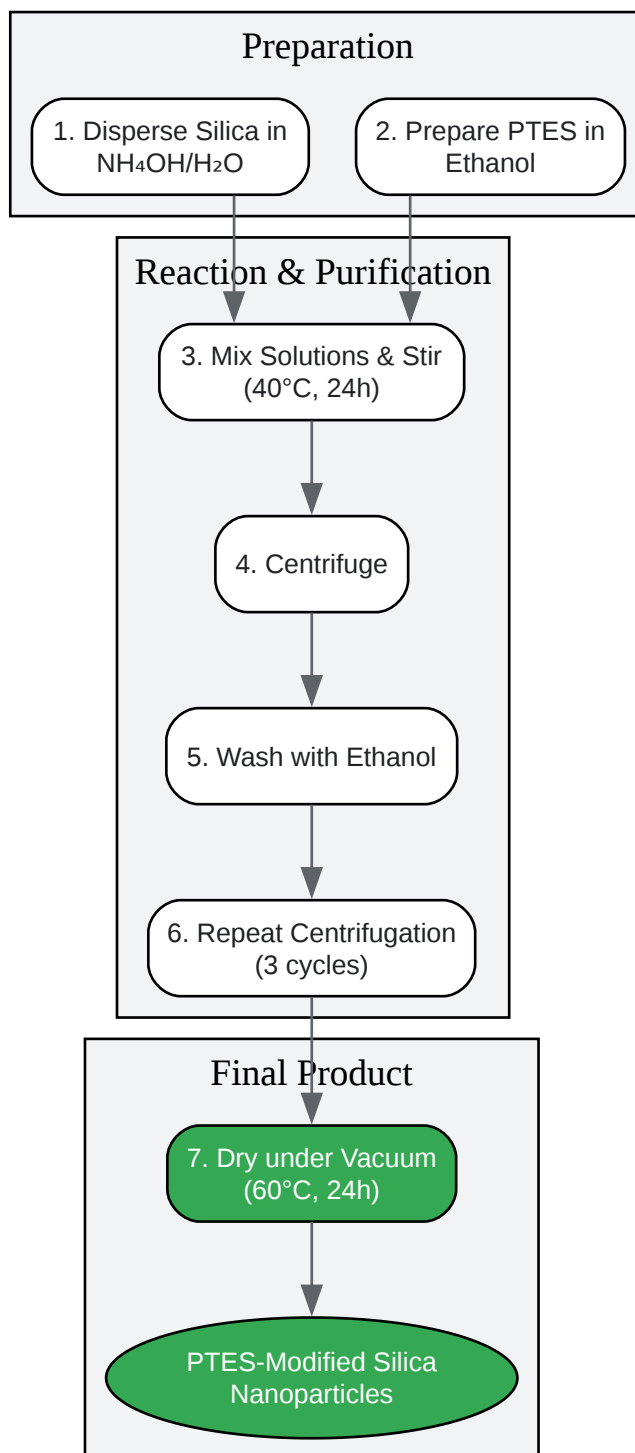 Preparation
1. Disperse Silica in
NH₄OH/H₂O
2. Prepare PTES in
Ethanol
Reaction & Purification
3. Mix Solutions & Stir
(40°C, 24h)
4. Centrifuge
5. Wash with Ethanol
6. Repeat Centrifugation
(3 cycles)
Final Product
7. Dry under Vacuum
(60°C, 24h)
PTES-Modified Silica
Nanoparticles